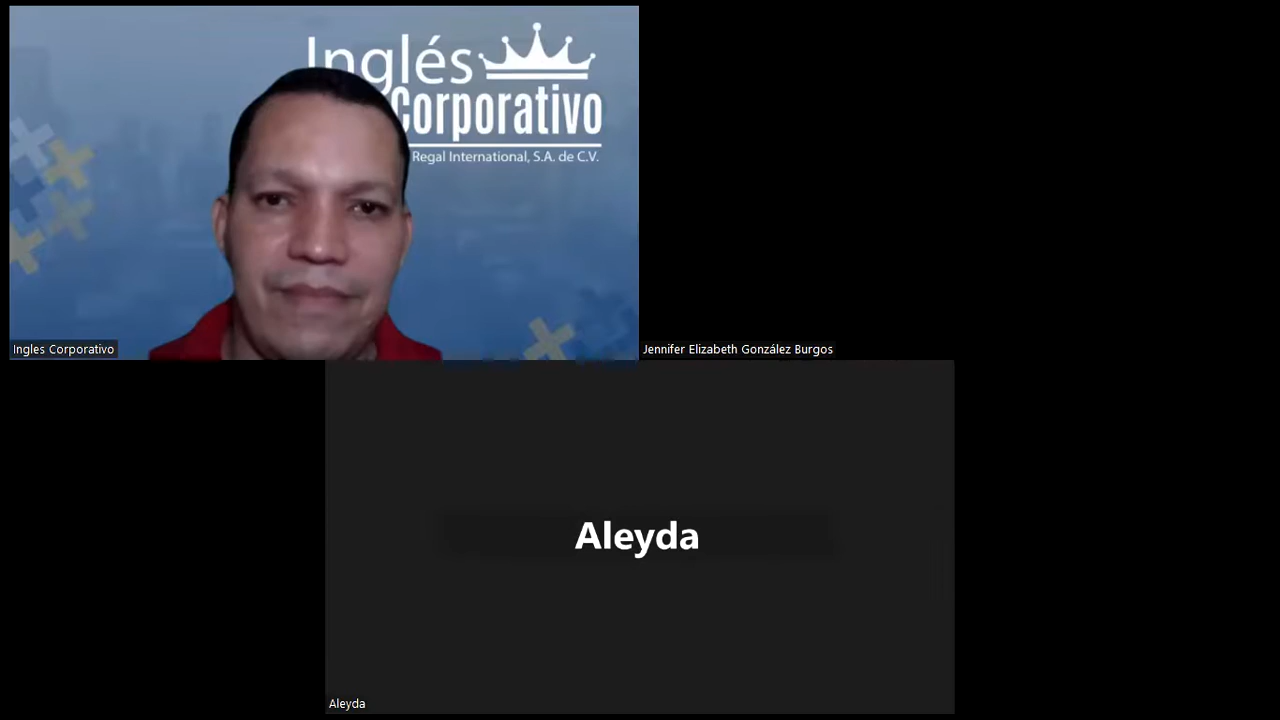 Inglés
Corporativo
Regal International, S.A. de C.V.
Ingles Corporativo
Jennifer Elizabeth González Burgos
Aleyda
Aleyda